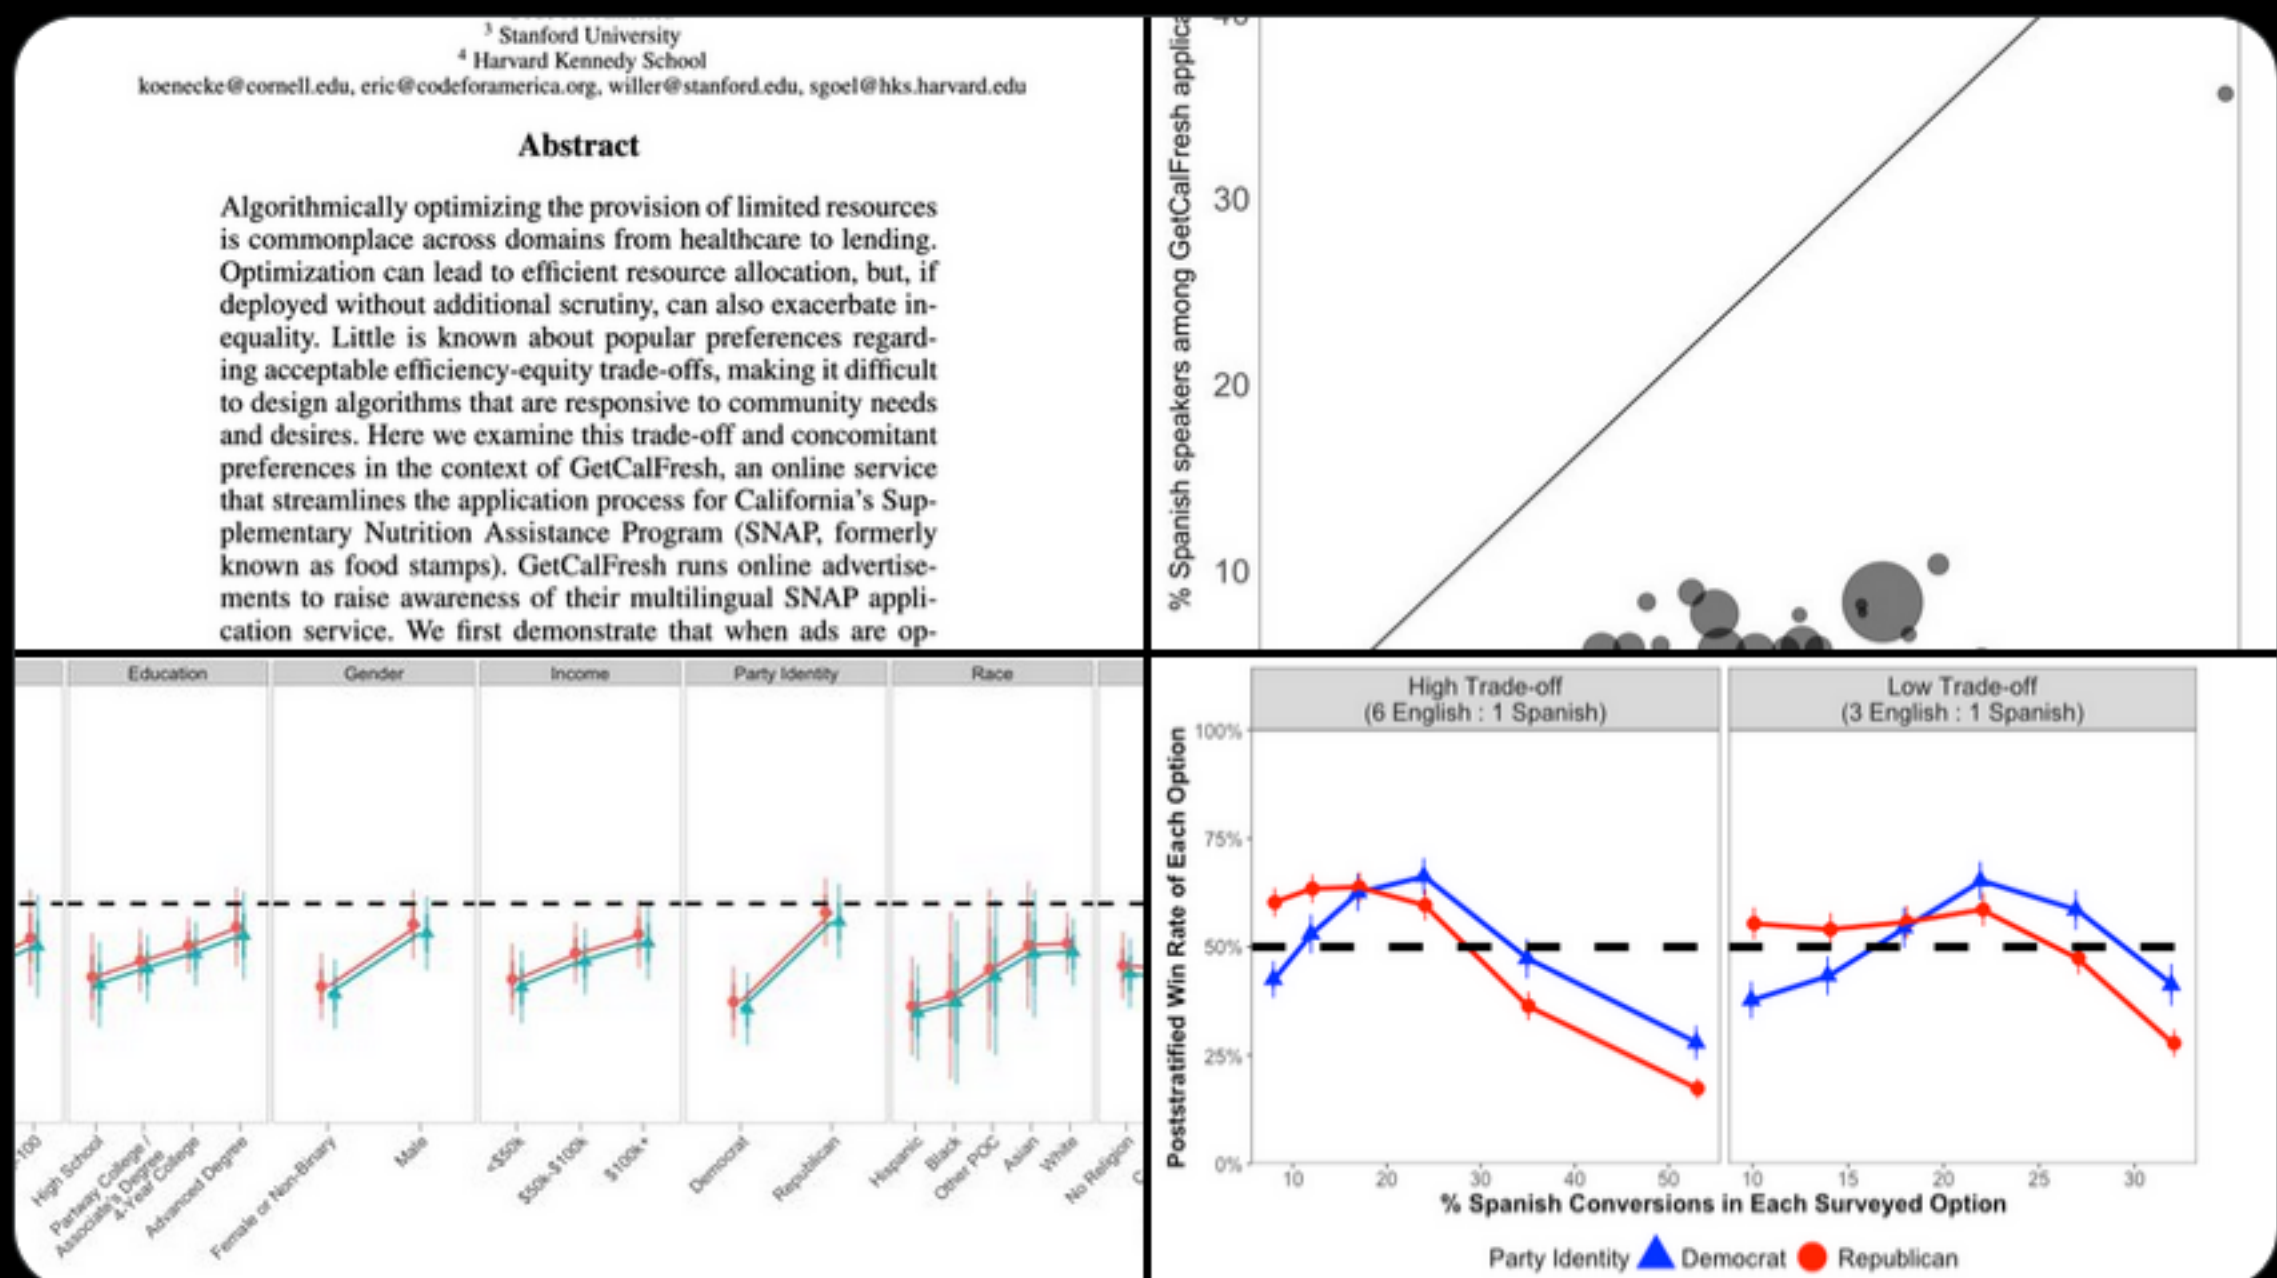 ³ Stanford University
⁴ Harvard Kennedy School
koenecke@cornell.edu, eric@codeforamerica.org, willer@stanford.edu, sgoel@hks.harvard.edu
Abstract
Algorithmically optimizing the provision of limited resources
is commonplace across domains from healthcare to lending.
Optimization can lead to efficient resource allocation, but, if
deployed without additional scrutiny, can also exacerbate in-
equality. Little is known about popular preferences regard-
ing acceptable efficiency-equity trade-offs, making it difficult
to design algorithms that are responsive to community needs
and desires. Here we examine this trade-off and concomitant
preferences in the context of GetCalFresh, an online service
that streamlines the application process for California's Sup-
plementary Nutrition Assistance Program (SNAP, formerly
known as food stamps). GetCalFresh runs online advertise-
ments to raise awareness of their multilingual SNAP appli-
cation service. We first demonstrate that when ads are op-
% Spanish speakers among GetCalFresh applica
40
30
20
10
Education
Gender
Income
Party Identity
Race
-100
High School
Partway College /
Associate's Degree
4-Year College
Advanced Degree
Female or Non-Binary
Male
<$50k
$50k-$100k
$100k+
Democrat
Republican
Hispanic
Black
Other POC
Asian
White
No Religion
High Trade-off
(6 English : 1 Spanish)
Low Trade-off
(3 English : 1 Spanish)
Poststratified Win Rate of Each Option
100%
75%
50%
25%
0%
10 20 30 40 50
10 15 20 25 30
% Spanish Conversions in Each Surveyed Option
Party Identity Democrat Republican